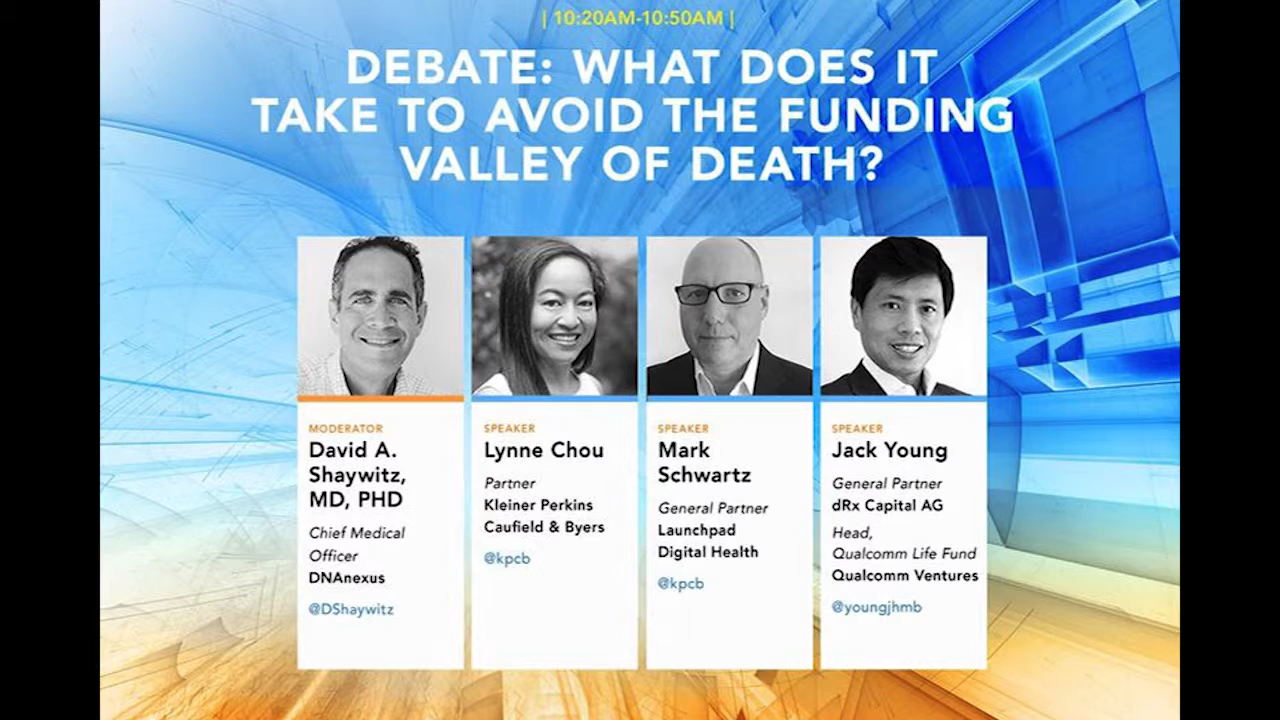 | 10:20AM-10:50AM |
DEBATE: WHAT DOES IT
TAKE TO AVOID THE FUNDING
VALLEY OF DEATH?
MODERATOR
David A.
Shaywitz,
MD, PHD
Chief Medical
Officer
DNAnexus
@DShaywitz
SPEAKER
Lynne Chou
Partner
Kleiner Perkins
Caufield & Byers
@kpcb
SPEAKER
Mark
Schwartz
General Partner
Launchpad
Digital Health
@kpcb
SPEAKER
Jack Young
General Partner
dRx Capital AG
Head,
Qualcomm Life Fund
Qualcomm Ventures
@youngjhmb